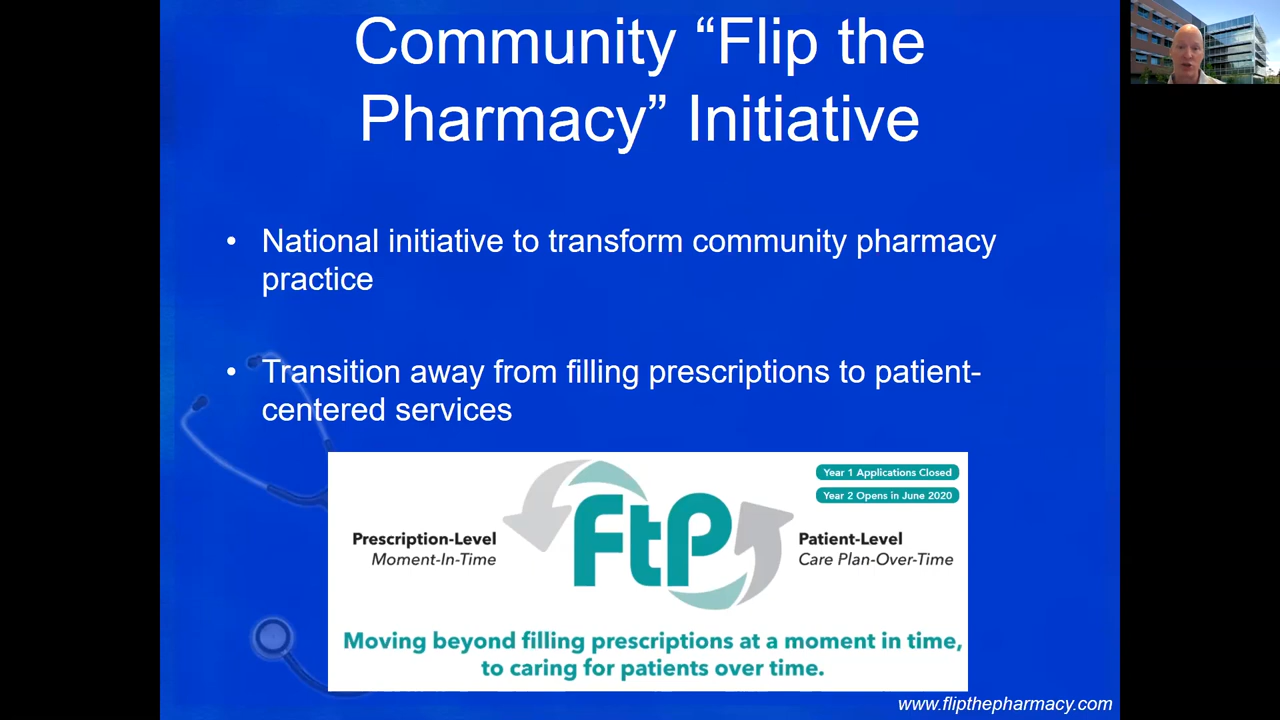 Community “Flip the
Pharmacy” Initiative
• National initiative to transform community pharmacy
practice
• Transition away from filling prescriptions to patient-
centered services
Year 1 Applications Closed
Year 2 Opens in June 2020
FtP
Prescription-Level
Moment-In-Time
Patient-Level
Care Plan-Over-Time
Moving beyond filling prescriptions at a moment in time,
to caring for patients over time.
www.flipthepharmacy.com